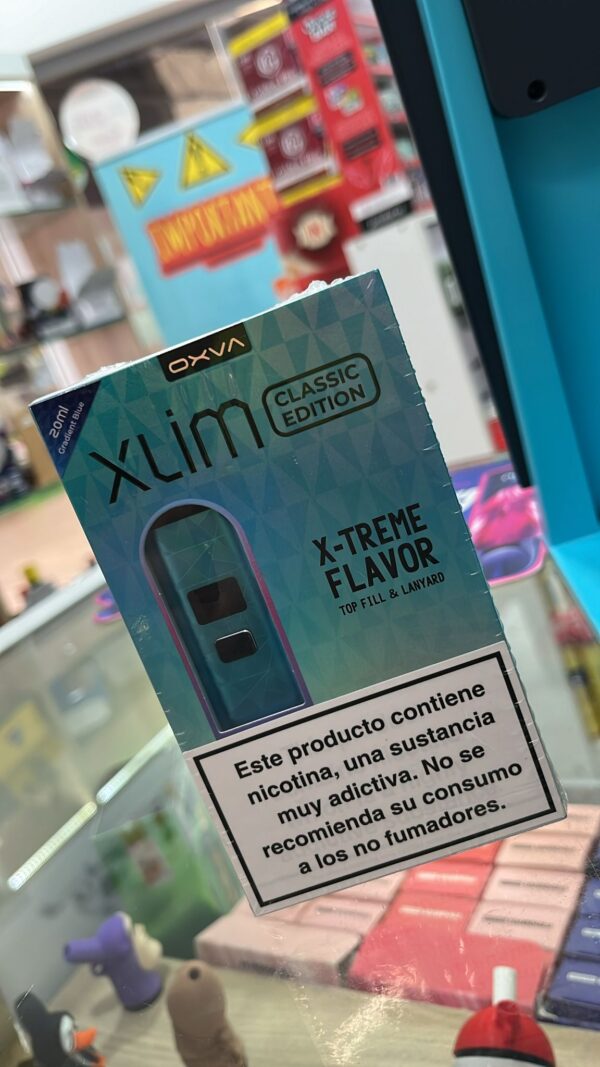 OXVA
20ml
Gradient Blue
XLIM
CLASSIC
EDITION
X-TREME
FLAVOR
TOP FILL & LANYARD
Este producto contiene
nicotina, una sustancia
muy adictiva. No se
recomienda su consumo
a los no fumadores.